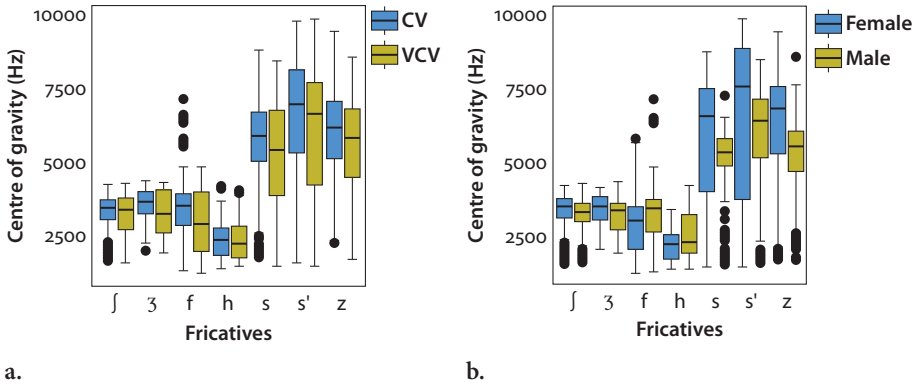 10000
7500
5000
2500
Centre of gravity (Hz)
ʃ ʒ f h s s' z
Fricatives
CV
VCV
a.
10000
7500
5000
2500
Centre of gravity (Hz)
ʃ ʒ f h s s' z
Fricatives
Female
Male
b.